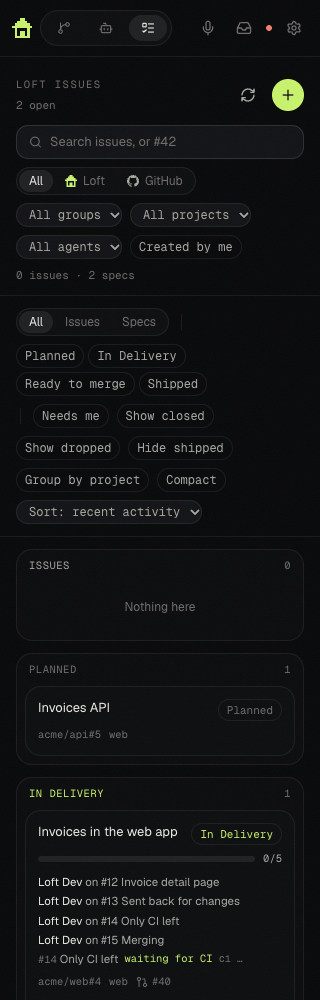 LOFT ISSUES
2 open
Search issues, or #42
All Loft GitHub
All groups All projects
All agents Created by me
0 issues · 2 specs
All Issues Specs
Planned In Delivery
Ready to merge Shipped
Needs me Show closed
Show dropped Hide shipped
Group by project Compact
Sort: recent activity
ISSUES 0
Nothing here
PLANNED 1
Invoices API Planned
acme/api#5 web
IN DELIVERY 1
Invoices in the web app In Delivery
0/5
Loft Dev on #12 Invoice detail page
Loft Dev on #13 Sent back for changes
Loft Dev on #14 Only CI left
Loft Dev on #15 Merging
#14 Only CI left waiting for CI ci …
acme/web#4 web #40